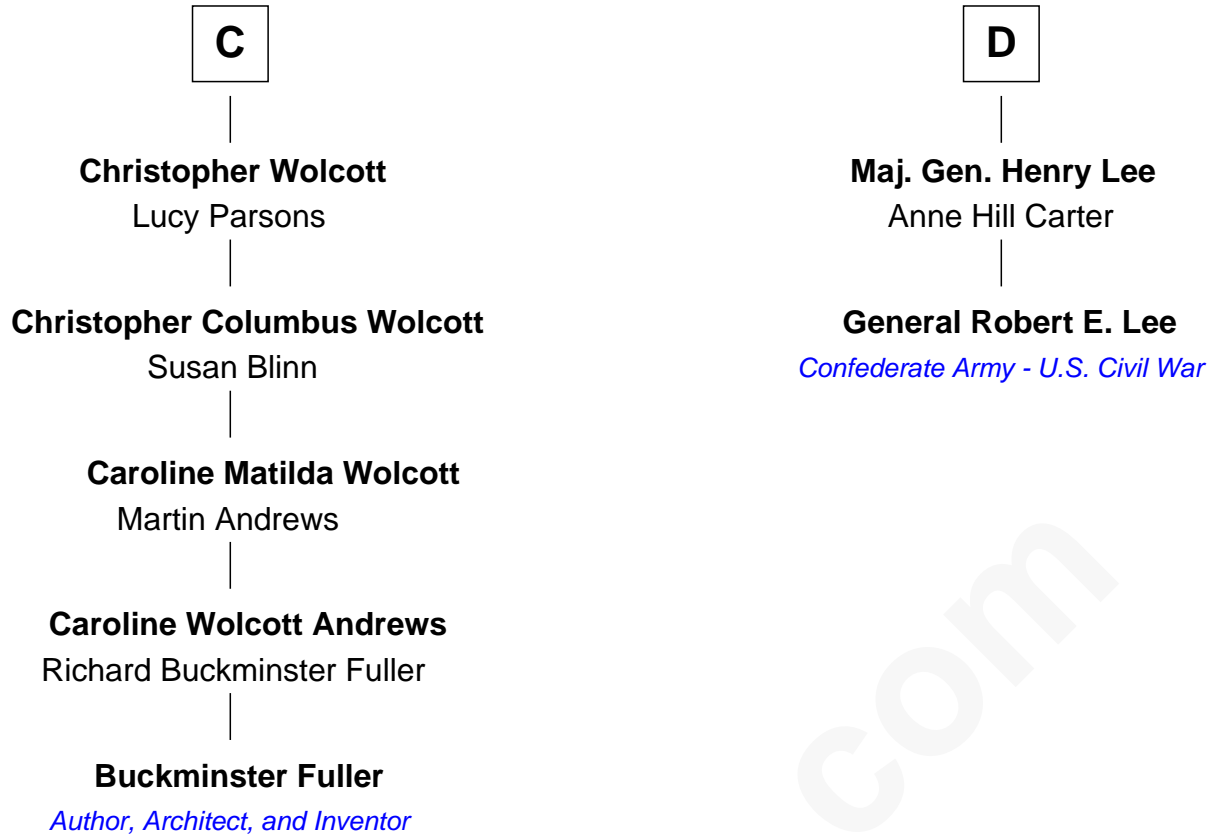 C
Christopher Wolcott
Lucy Parsons
Christopher Columbus Wolcott
Susan Blinn
Caroline Matilda Wolcott
Martin Andrews
Caroline Wolcott Andrews
Richard Buckminster Fuller
Buckminster Fuller
Author, Architect, and Inventor
D
Maj. Gen. Henry Lee
Anne Hill Carter
General Robert E. Lee
Confederate Army - U.S. Civil War
com